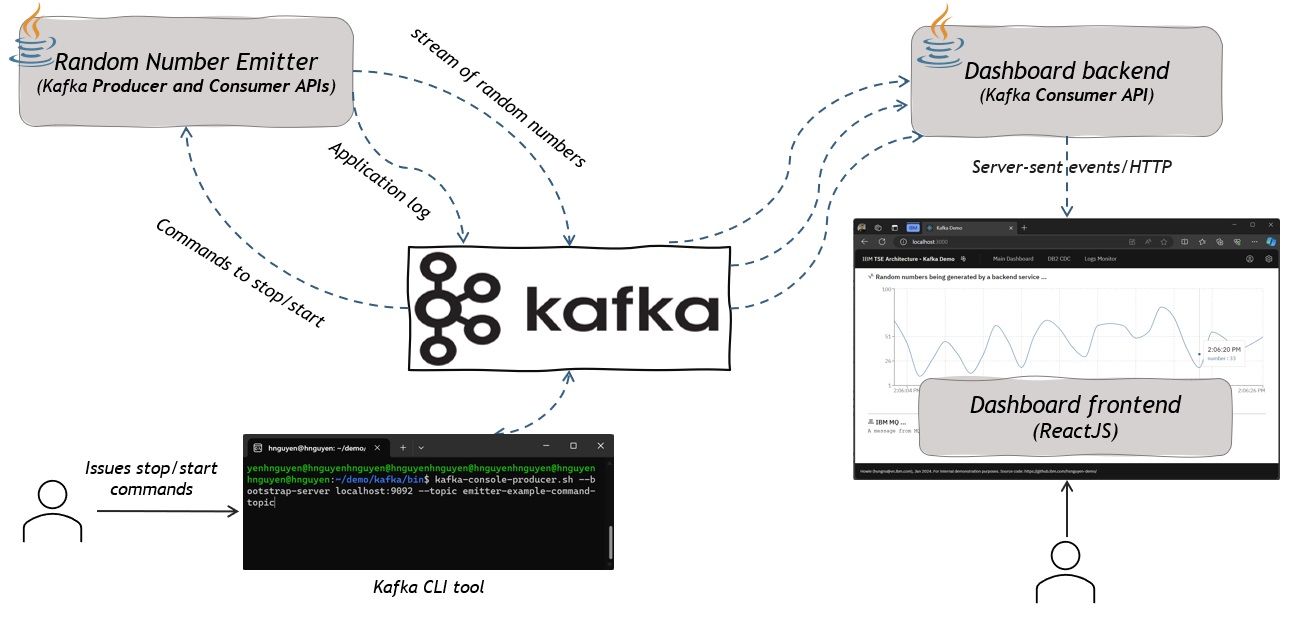 Random Number Emitter
(Kafka Producer and Consumer APIs)
stream of random numbers
Application log
Commands to stop/start
Dashboard backend
(Kafka Consumer API)
Server-sent events/HTTP
kafka
IBM
Kafka Demo
localhost:3000
IBM TSE Architecture - Kafka Demo
Main Dashboard
DB2 CDC
Logs Monitor
Random numbers being generated by a backend service ...
100
51
26
1
2:06:20 PM
number : 33
2:06:04 PM
2:06:26 PM
IBM MQ ...
A message from MQ
Dashboard frontend
(ReactJS)
Issues stop/start
commands
hnguyen@hnguyen: ~/demo/
yenhnguyen@hnguyenhnguyen@hnguyenhnguyen@hnguyenhnguyen@hnguyen
hnguyen@hnguyen:~/demo/kafka/bin$ kafka-console-producer.sh --b
ootstrap-server localhost:9092 --topic emitter-example-command-
topic
Kafka CLI tool